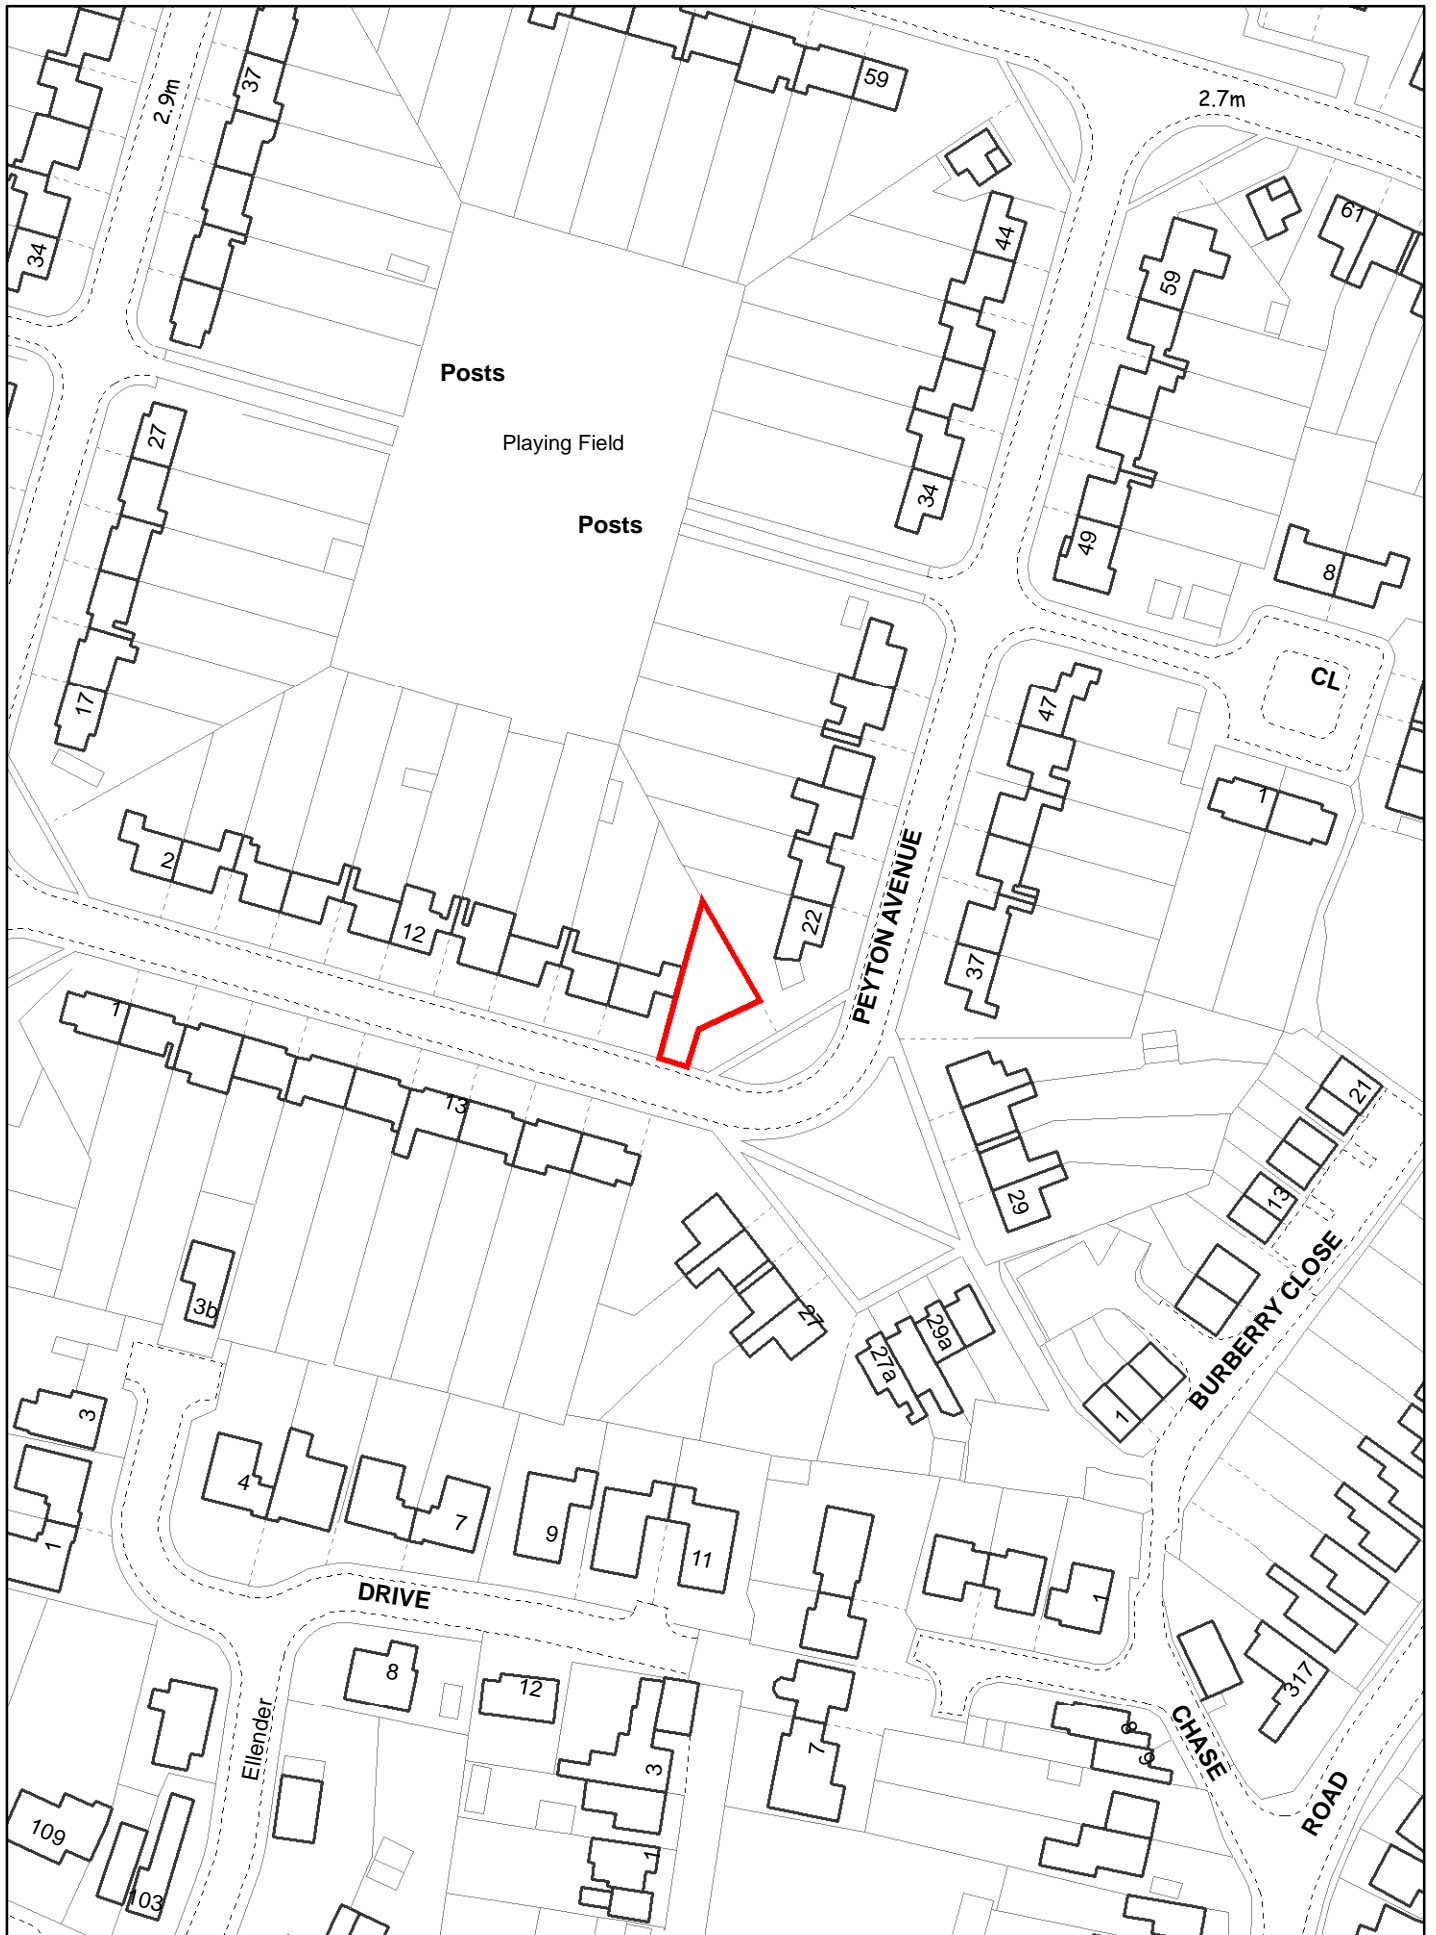 59
37
2.9m
2.7m
44
61
34
59
Posts
27
Playing Field
34
Posts
49
8
CL
17
47
1
2
22
12
PEYTON AVENUE
37
1
13
21
29
13
3b
27
29a
27a
BURBERRY CLOSE
3
1
4
7
9
11
1
1
DRIVE
8
12
317
Ellender
3
7
8
9
CHASE
ROAD
109
1
103